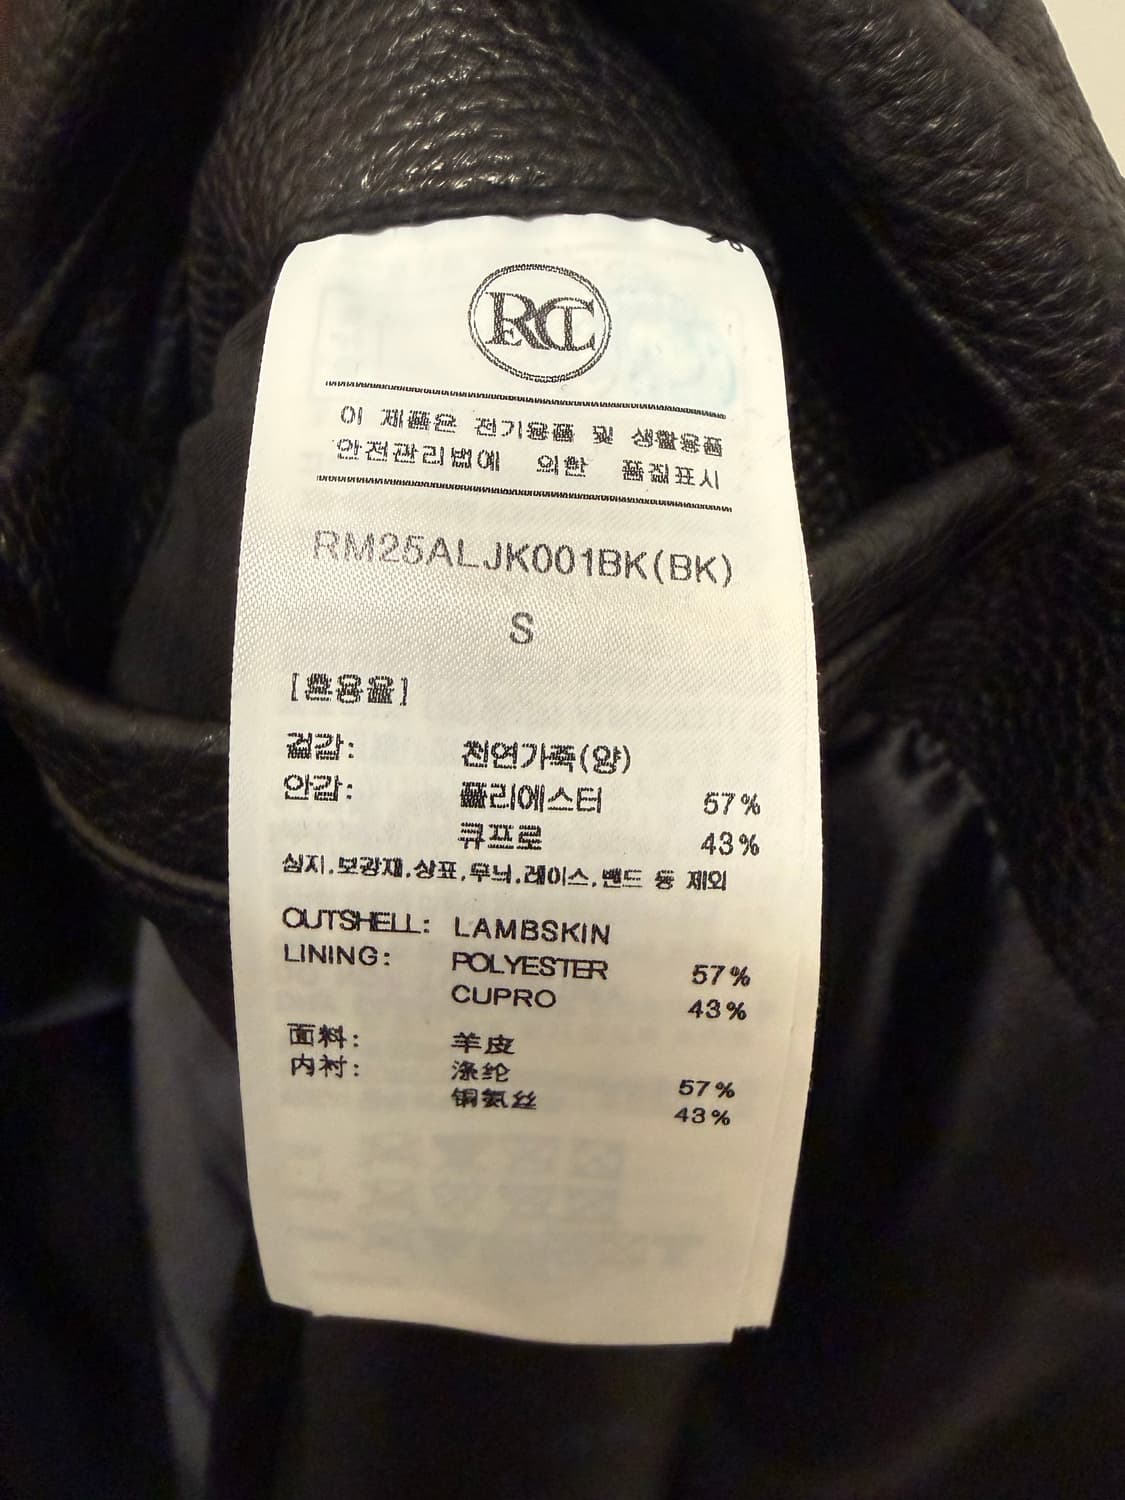 RECTO
이 제품은 전기용품 및 생활용품
안전관리법에 의한 품질표시
RM25ALJK001BK(BK)
S
[혼용율]
겉감: 천연가죽(양)
안감: 폴리에스터 57%
큐프로 43%
심지,보강재,상표,무늬,레이스,밴드 등 제외
OUTSHELL: LAMBSKIN
LINING: POLYESTER 57%
CUPRO 43%
面料: 羊皮
内衬: 涤纶 57%
铜氨丝 43%